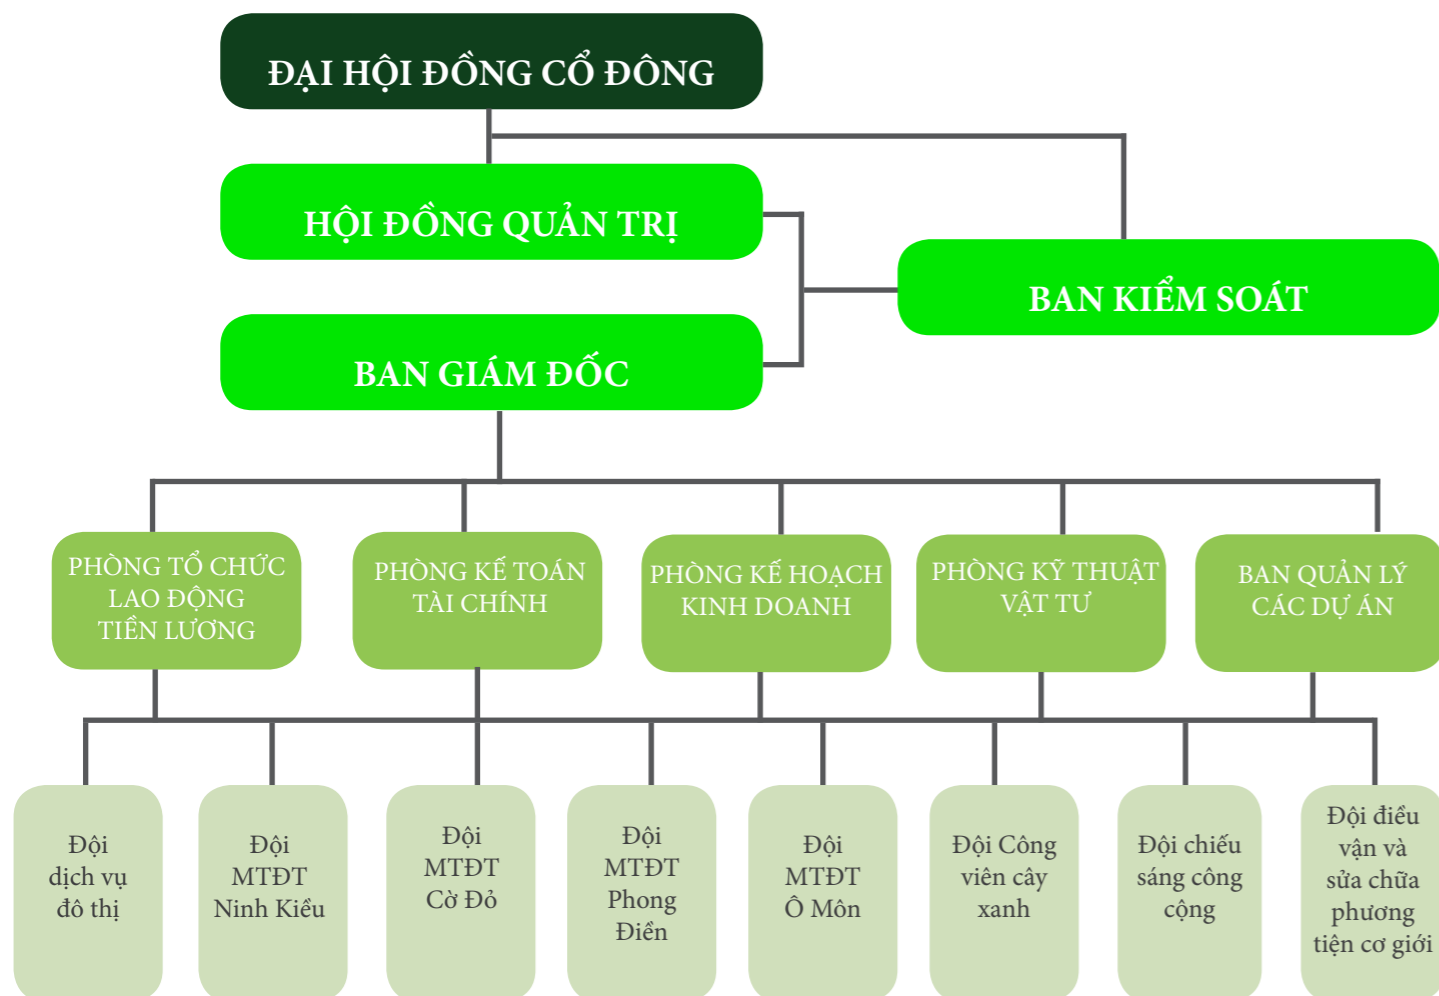 ĐẠI HỘI ĐỒNG CỔ ĐÔNG
HỘI ĐỒNG QUẢN TRỊ
BAN KIỂM SOÁT
BAN GIÁM ĐỐC
PHÒNG TỔ CHỨC
LAO ĐỘNG
TIỀN LƯƠNG
PHÒNG KẾ TOÁN
TÀI CHÍNH
PHÒNG KẾ HOẠCH
KINH DOANH
PHÒNG KỸ THUẬT
VẬT TƯ
BAN QUẢN LÝ
CÁC DỰ ÁN
Đội
dịch vụ
đô thị
Đội
MTĐT
Ninh Kiều
Đội
MTĐT
Cờ Đỏ
Đội
MTĐT
Phong
Điền
Đội
MTĐT
Ô Môn
Đội Công
viên cây
xanh
Đội chiếu
sáng công
cộng
Đội điều
vận và
sửa chữa
phương
tiện cơ giới